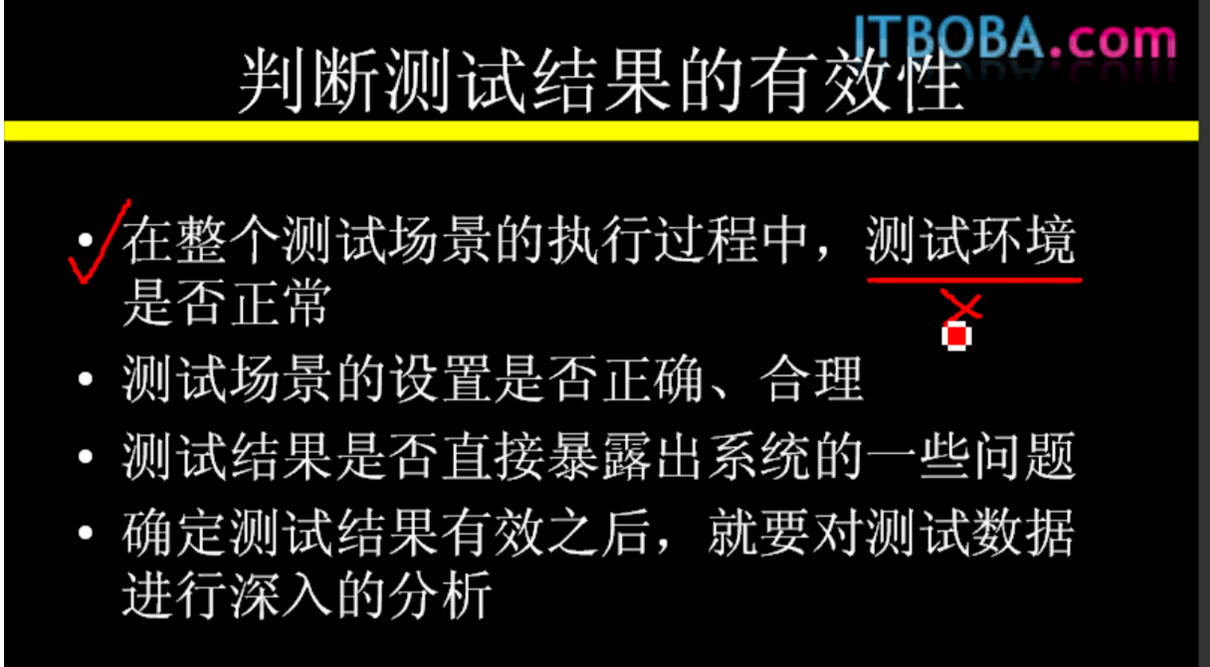 ITBOBA.com
判断测试结果的有效性
• 在整个测试场景的执行过程中，测试环境
是否正常
• 测试场景的设置是否正确、合理
• 测试结果是否直接暴露出系统的一些问题
• 确定测试结果有效之后，就要对测试数据
进行深入的分析